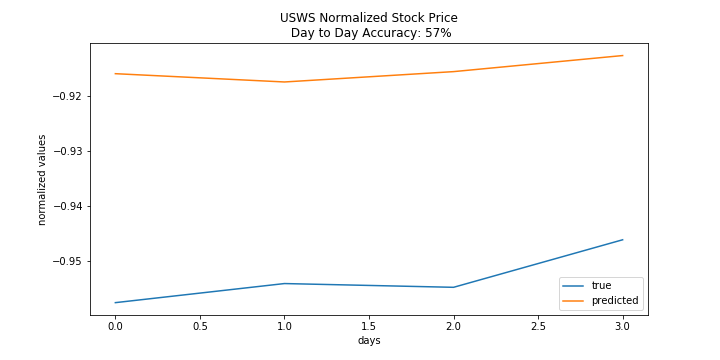 USWS Normalized Stock Price
Day to Day Accuracy: 57%
normalized values
−0.92
−0.93
−0.94
−0.95
0.0 0.5 1.0 1.5 2.0 2.5 3.0
days
true
predicted